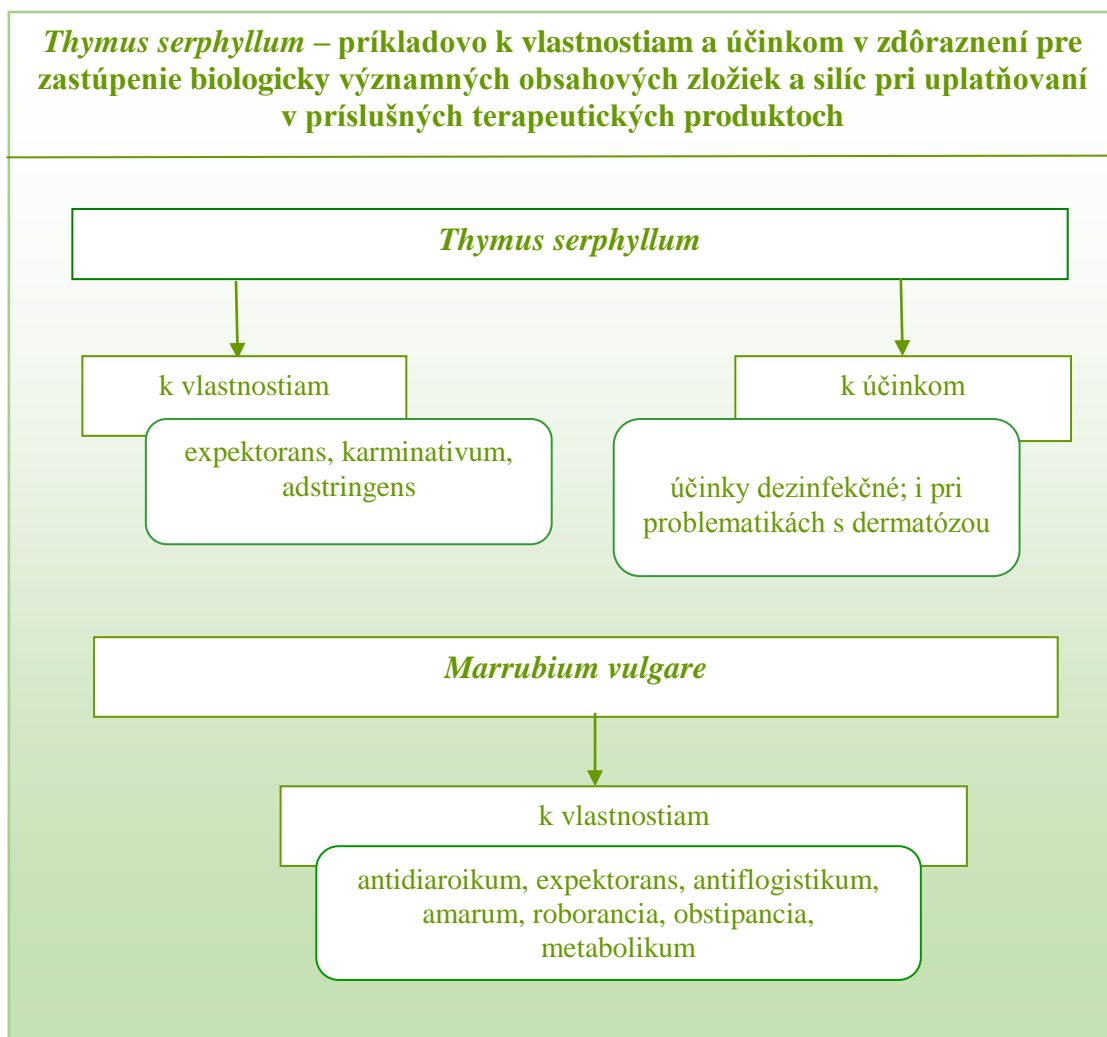 Thymus serphyllum – príkladovo k vlastnostiam a účinkom v zdôraznení pre
zastúpenie biologicky významných obsahových zložiek a silíc pri uplatňovaní
v príslušných terapeutických produktoch
Thymus serphyllum
k vlastnostiam
expektorans, karminativum,
adstringens
k účinkom
účinky dezinfekčné; i pri
problematikách s dermatózou
Marrubium vulgare
k vlastnostiam
antidiaroikum, expektorans, antiflogistikum,
amarum, roborancia, obstipancia,
metabolikum